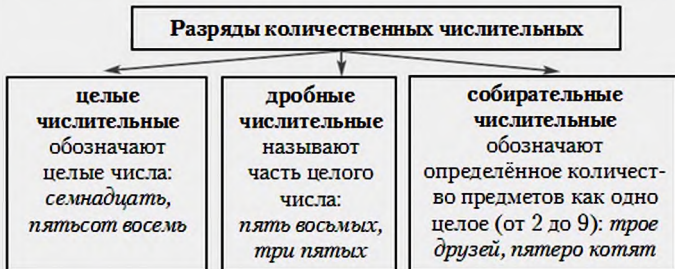 Разряды количественных числительных
целые
числительные
обозначают
целые числа:
семнадцать,
пятьсот восемь
дробные
числительные
называют
часть целого
числа:
пять восьмых,
три пятых
собирательные
числительные
обозначают
определённое количест-
во предметов как одно
целое (от 2 до 9): трое
друзей, пятеро котят